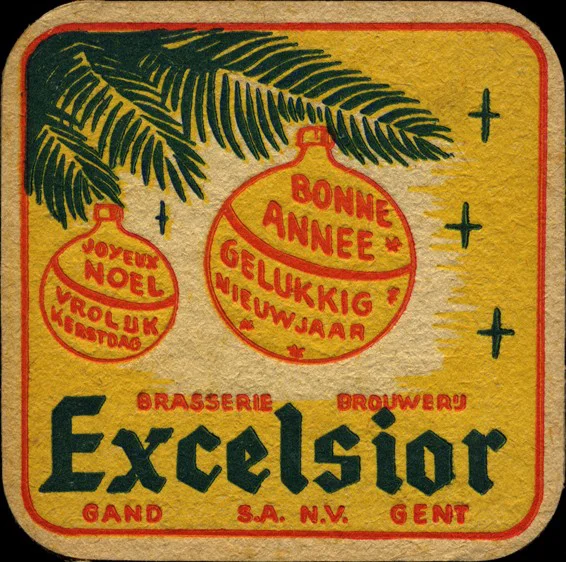 BONNE
ANNEE
GELUKKIG
NIEUWJAAR
JOYEUX
NOEL
VROLIJK
KERSTDAG
BRASSERIE BROUWERIJ
Excelsior
GAND S.A. N.V. GENT